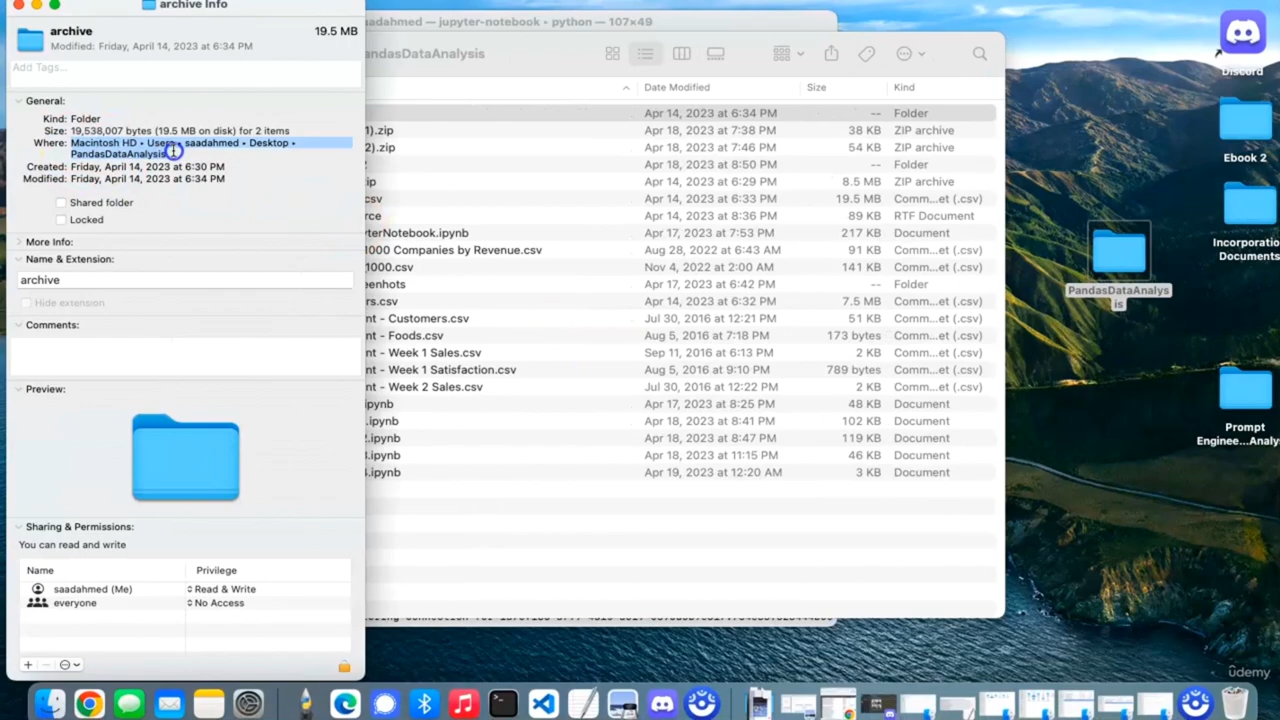 archive Info
archive
19.5 MB
Modified: Friday, April 14, 2023 at 6:34 PM
Add Tags...
General:
Kind: Folder
Size: 19,538,007 bytes (19.5 MB on disk) for 2 items
Where: Macintosh HD • Users • saadahmed • Desktop •
PandasDataAnalysis
Created: Friday, April 14, 2023 at 6:30 PM
Modified: Friday, April 14, 2023 at 6:34 PM
Shared folder
Locked
More Info:
Name & Extension:
archive
Hide extension
Comments:
Preview:
Sharing & Permissions:
You can read and write
Name Privilege
saadahmed (Me) Read & Write
everyone No Access
aadahmed — jupyter-notebook • python — 107×49
andasDataAnalysis
Date Modified Size Kind
Apr 14, 2023 at 6:34 PM -- Folder
1).zip Apr 18, 2023 at 7:38 PM 38 KB ZIP archive
2).zip Apr 18, 2023 at 7:46 PM 54 KB ZIP archive
Apr 18, 2023 at 8:50 PM -- Folder
ip Apr 14, 2023 at 6:29 PM 8.5 MB ZIP archive
csv Apr 14, 2023 at 6:33 PM 19.5 MB Comm...et (.csv)
rce Apr 14, 2023 at 8:36 PM 89 KB RTF Document
yterNotebook.ipynb Apr 17, 2023 at 7:53 PM 217 KB Document
1000 Companies by Revenue.csv Aug 28, 2022 at 6:43 AM 91 KB Comm...et (.csv)
1000.csv Nov 4, 2022 at 2:00 AM 141 KB Comm...et (.csv)
enhots Apr 17, 2023 at 6:42 PM -- Folder
rs.csv Apr 14, 2023 at 6:32 PM 7.5 MB Comm...et (.csv)
nt - Customers.csv Jul 30, 2016 at 12:21 PM 51 KB Comm...et (.csv)
nt - Foods.csv Aug 5, 2016 at 7:18 PM 173 bytes Comm...et (.csv)
nt - Week 1 Sales.csv Sep 11, 2016 at 6:13 PM 2 KB Comm...et (.csv)
nt - Week 1 Satisfaction.csv Aug 5, 2016 at 9:10 PM 789 bytes Comm...et (.csv)
nt - Week 2 Sales.csv Jul 30, 2016 at 12:22 PM 2 KB Comm...et (.csv)
ipynb Apr 17, 2023 at 8:25 PM 48 KB Document
.ipynb Apr 18, 2023 at 8:41 PM 102 KB Document
2.ipynb Apr 18, 2023 at 8:47 PM 119 KB Document
3.ipynb Apr 18, 2023 at 11:15 PM 46 KB Document
3.ipynb Apr 19, 2023 at 12:20 AM 3 KB Document
Discord
Ebook 2
Incorporatio
Documents
PandasDataAnalys
is
Prompt
Enginee...Analy
ûdemy